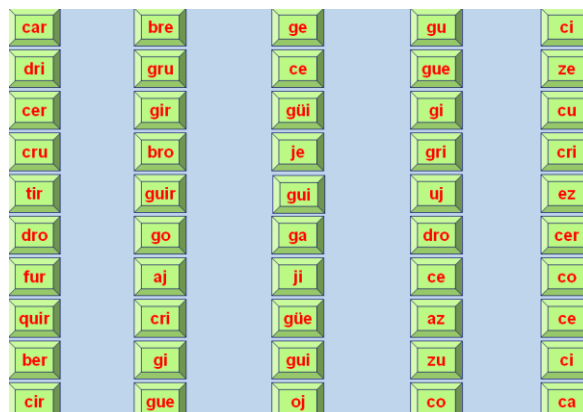 car bre ge gu ci
dri gru ce gue ze
cer gir güi gi cu
cru bro je gri cri
tir guir gui uj ez
dro go ga dro cer
fur aj ji ce co
quir cri güe az ce
ber gi gui zu ci
cir gue oj co ca